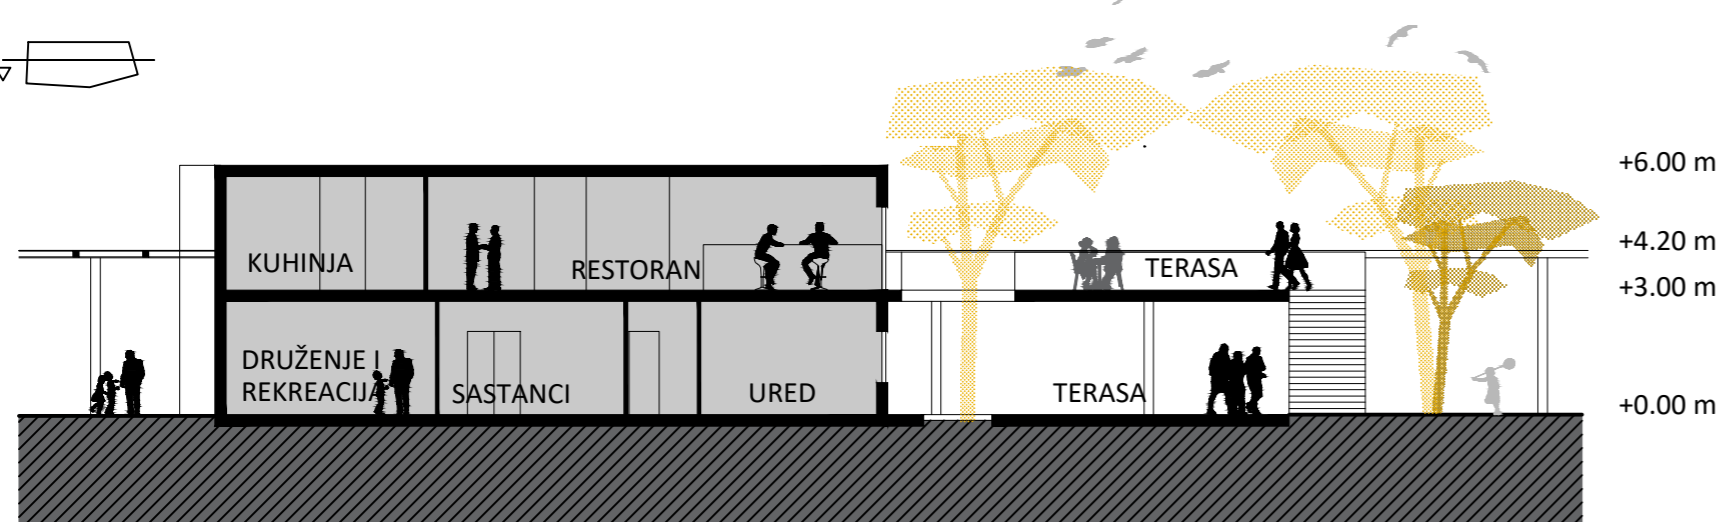 +6.00 m
+4.20 m
KUHINJA
RESTORAN
TERASA
+3.00 m
DRUŽENJE I
REKREACIJA
SASTANCI
URED
TERASA
+0.00 m